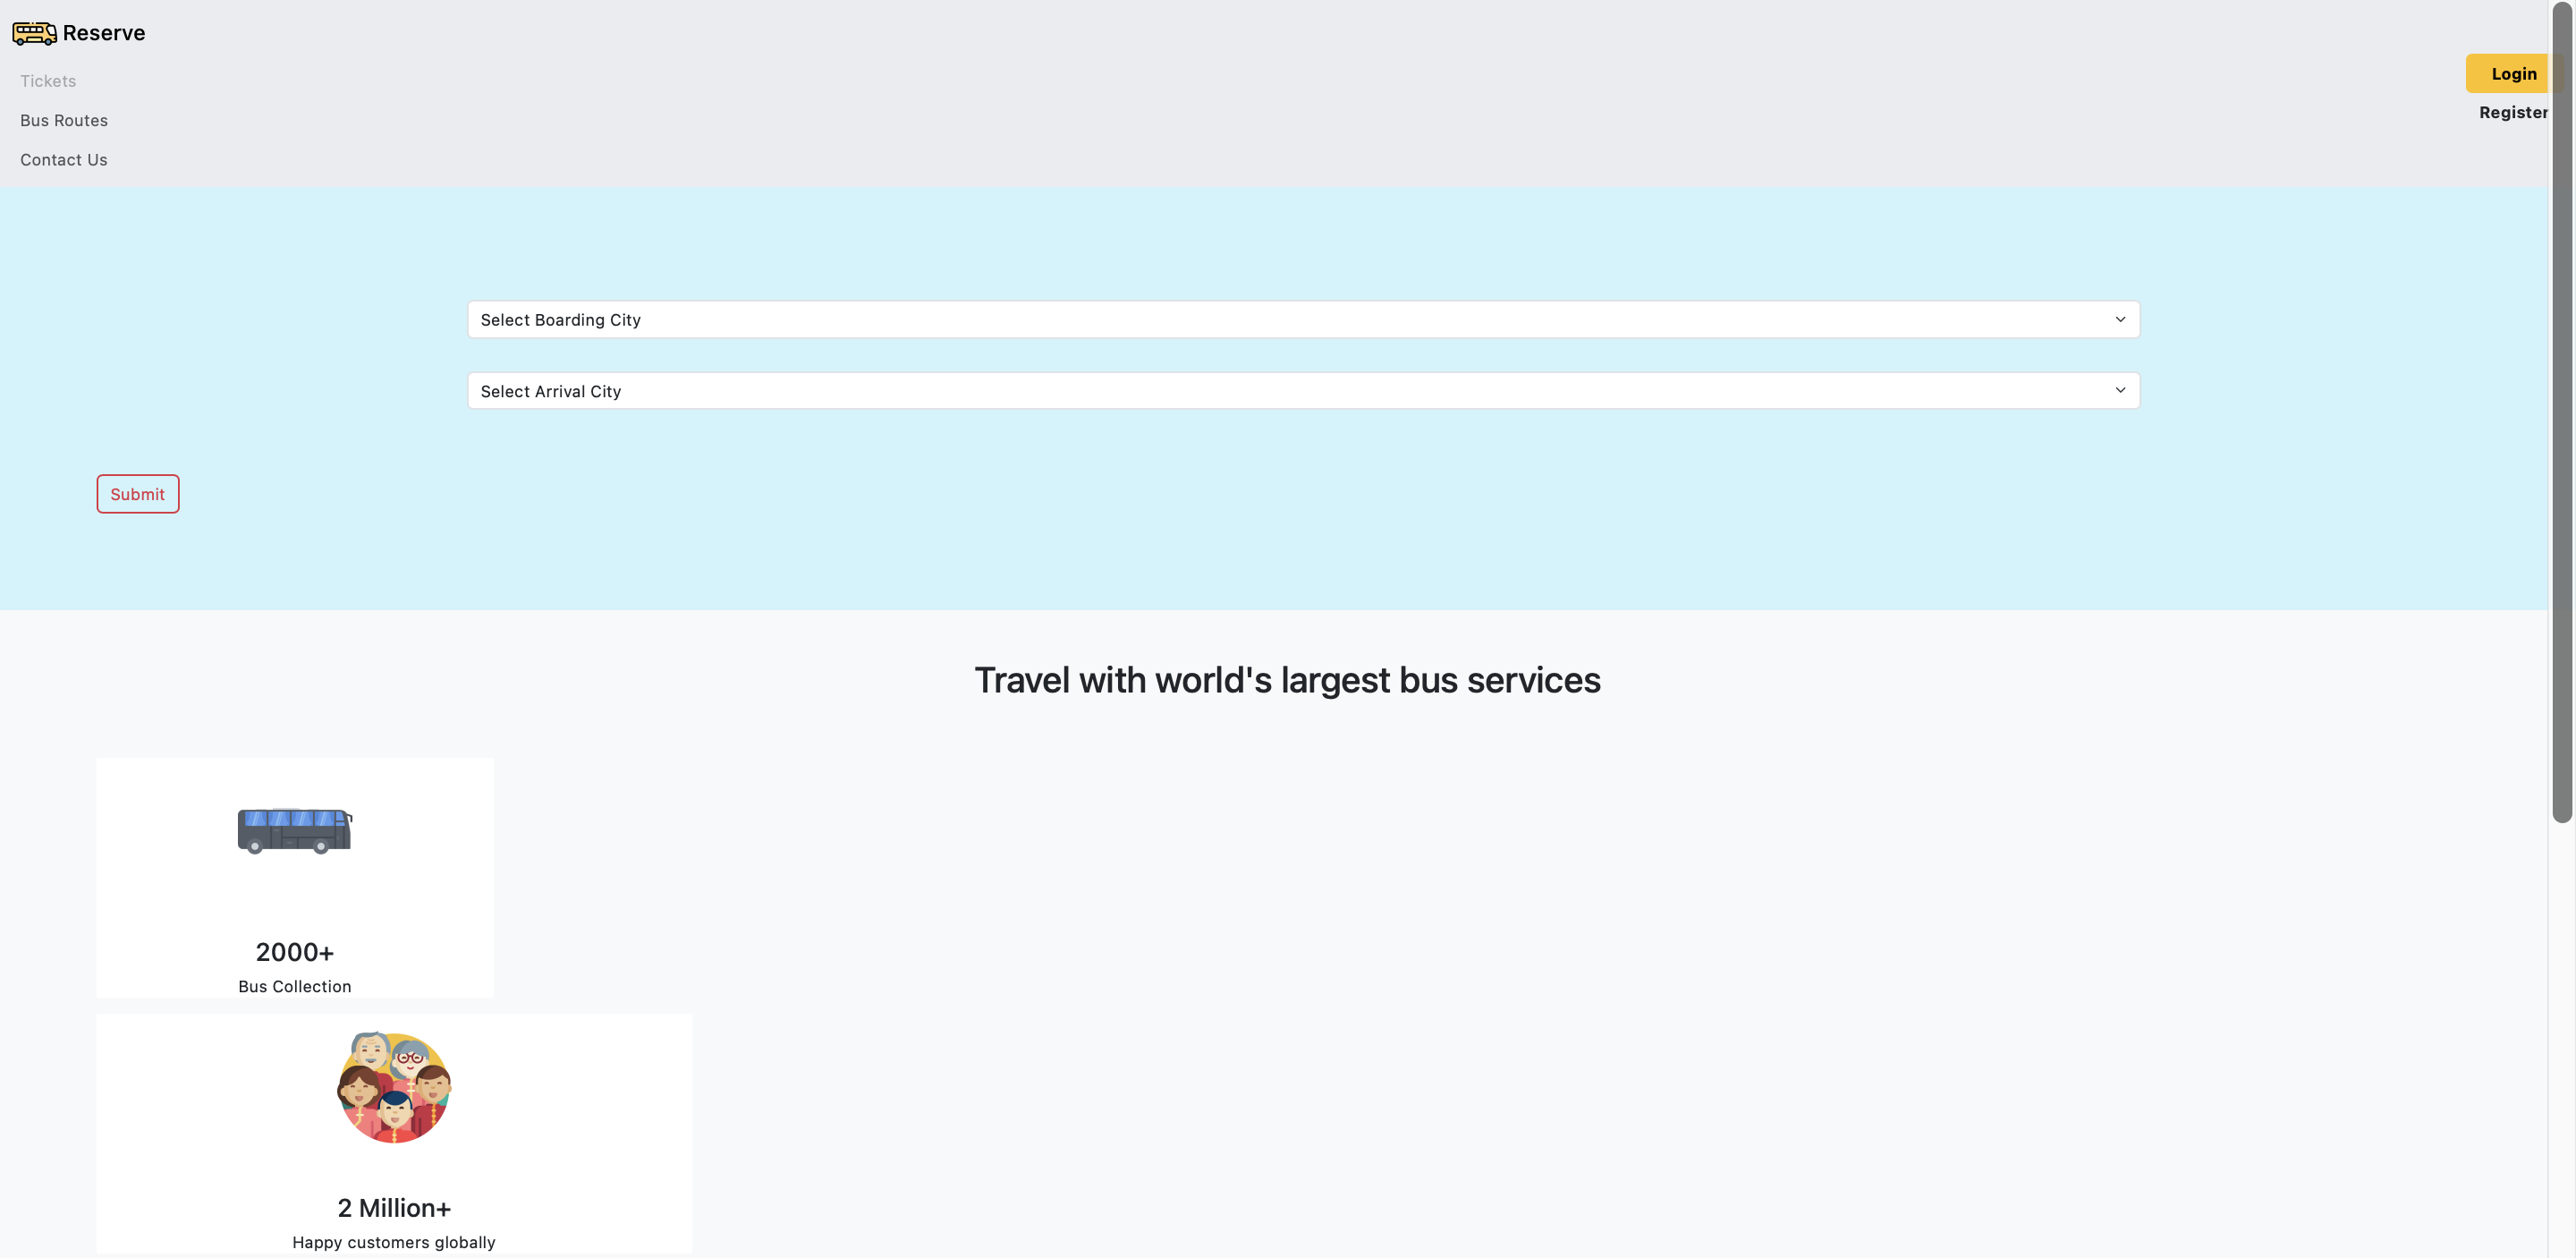 Reserve
Tickets
Bus Routes
Contact Us
Login
Register
Select Boarding City
Select Arrival City
Submit
Travel with world's largest bus services
2000+
Bus Collection
2 Million+
Happy customers globally